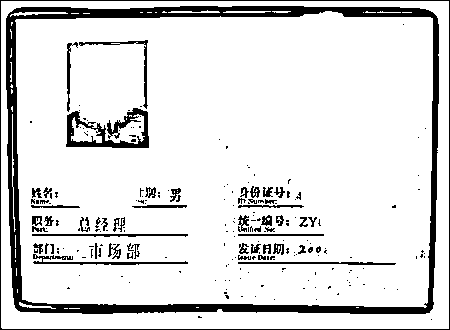 姓名: 性别: 男
Name:
职务: 总经理
Post:
部门: 市场部
Department:
身份证号:
ID Number:
统一编号: ZY
Unified No:
发证日期: 200
Issue Date: